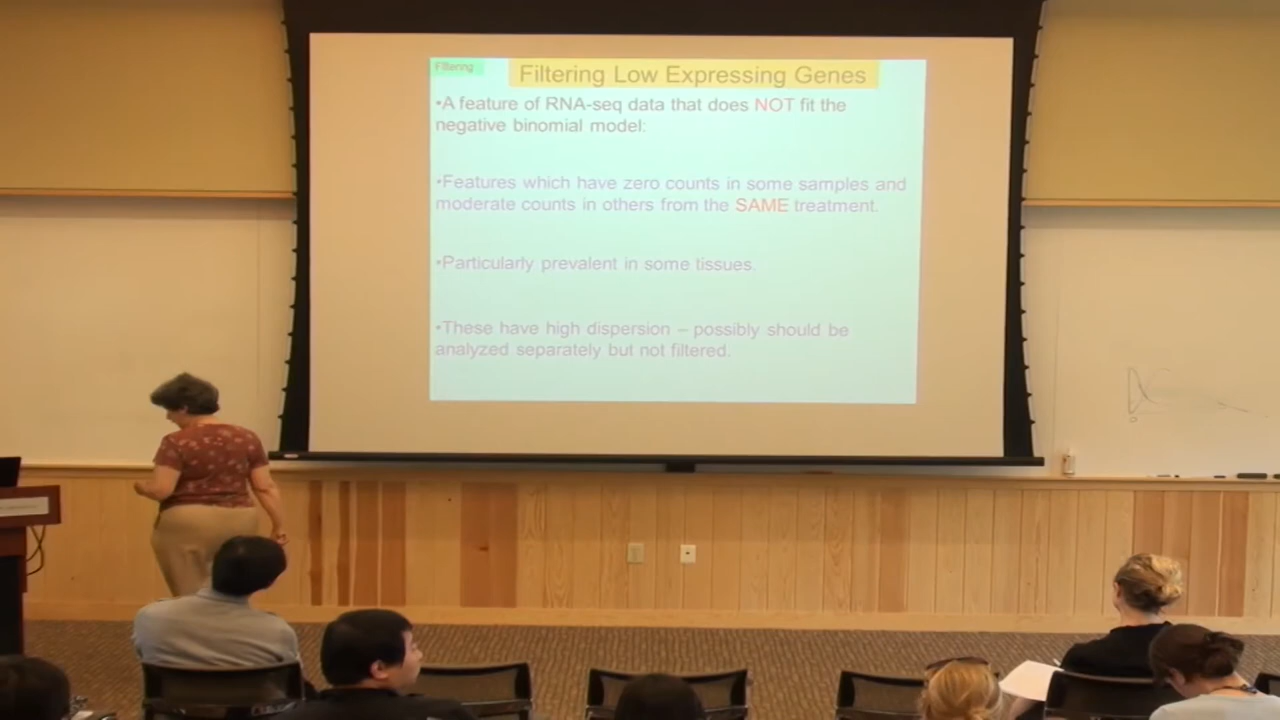 Filtering
Filtering Low Expressing Genes
•A feature of RNA-seq data that does NOT fit the
negative binomial model:
•Features which have zero counts in some samples and
moderate counts in others from the SAME treatment.
•Particularly prevalent in some tissues.
•These have high dispersion – possibly should be
analyzed separately but not filtered.